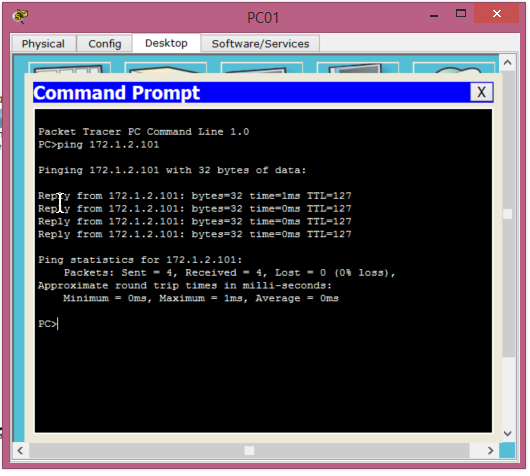 PC01
Physical Config Desktop Software/Services
Command Prompt X
Packet Tracer PC Command Line 1.0
PC>ping 172.1.2.101
Pinging 172.1.2.101 with 32 bytes of data:
Reply from 172.1.2.101: bytes=32 time=1ms TTL=127
Reply from 172.1.2.101: bytes=32 time=0ms TTL=127
Reply from 172.1.2.101: bytes=32 time=0ms TTL=127
Reply from 172.1.2.101: bytes=32 time=0ms TTL=127
Ping statistics for 172.1.2.101:
Packets: Sent = 4, Received = 4, Lost = 0 (0% loss),
Approximate round trip times in milli-seconds:
Minimum = 0ms, Maximum = 1ms, Average = 0ms
PC>